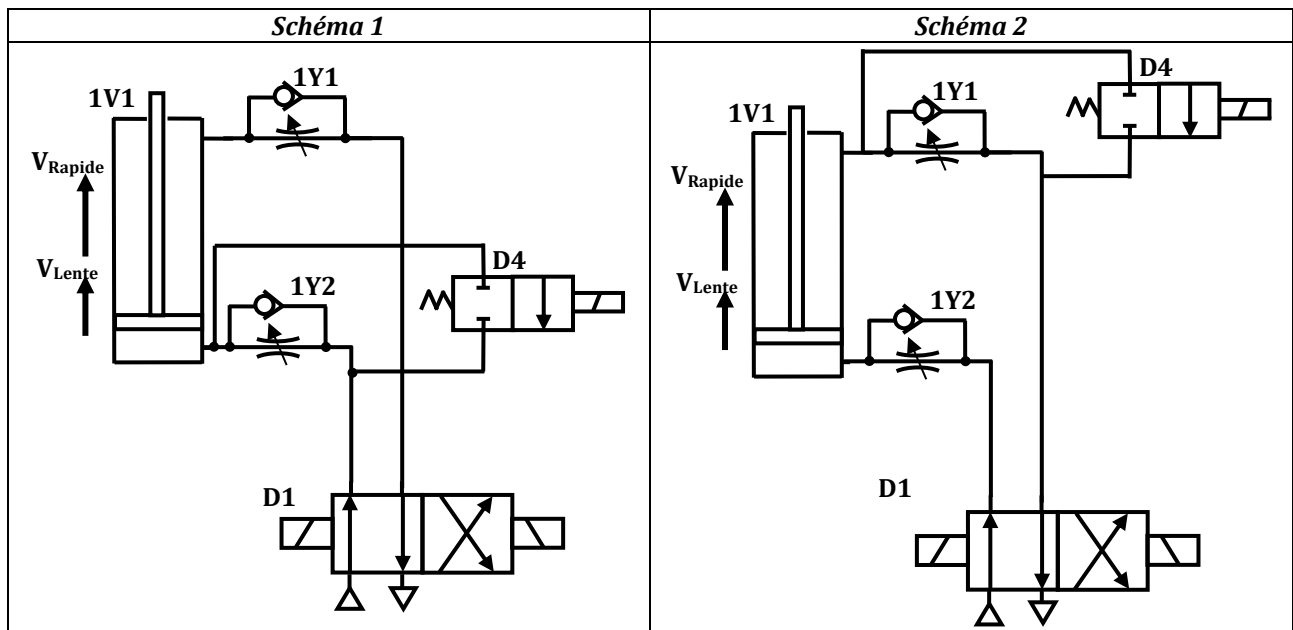 Schéma 1
1Y1
1V1
VRapide
VLente
D4
1Y2
D1
Schéma 2
D4
1Y1
1V1
VRapide
VLente
1Y2
D1